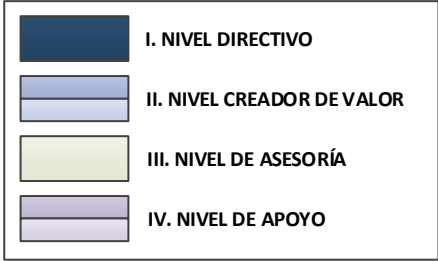 I. NIVEL DIRECTIVO
II. NIVEL CREADOR DE VALOR
III. NIVEL DE ASESORÍA
IV. NIVEL DE APOYO